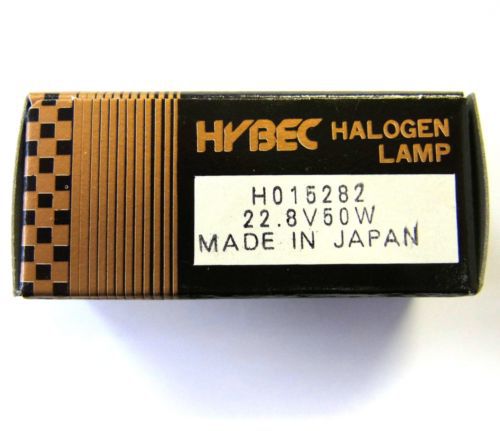 HYBEC HALOGEN
LAMP
H015282
22.8V50W
MADE IN JAPAN